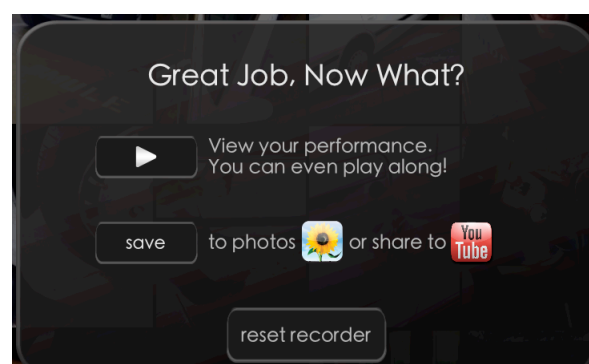 Great Job, Now What?
View your performance.
You can even play along!
save to photos or share to You Tube
reset recorder